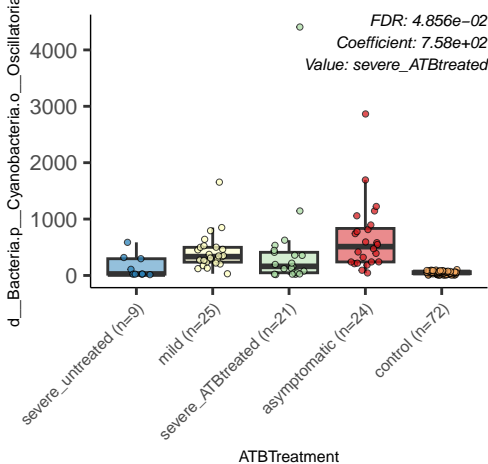 FDR: 4.856e−02
Coefficient: 7.58e+02
Value: severe_ATBtreated
d__Bacteria.p__Cyanobacteria.o__Oscillatoria
4000
3000
2000
1000
0
severe_untreated (n=9)
mild (n=25)
severe_ATBtreated (n=21)
asymptomatic (n=24)
control (n=72)
ATBTreatment